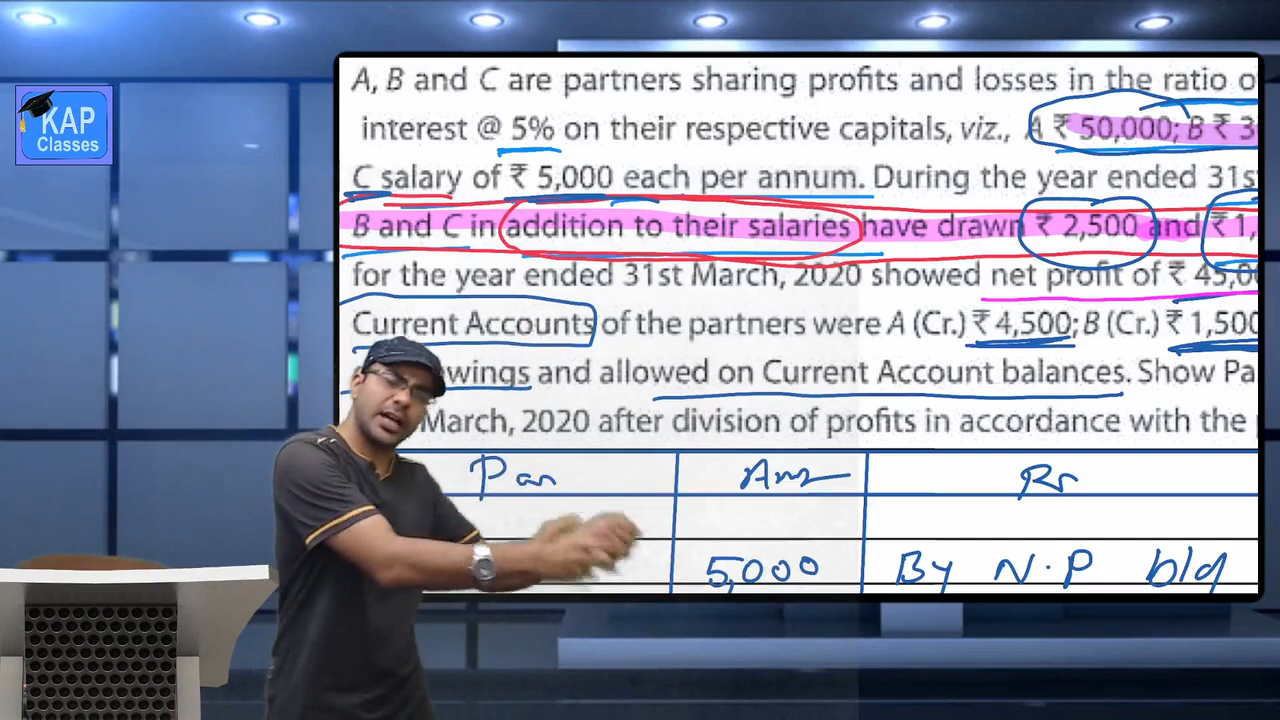 KAP
Classes
A, B and C are partners sharing profits and losses in the ratio o
interest @ 5% on their respective capitals, viz., A ₹ 50,000; B ₹ 3
C salary of ₹ 5,000 each per annum. During the year ended 31s
B and C in addition to their salaries have drawn ₹ 2,500 and ₹ 1,
for the year ended 31st March, 2020 showed net profit of ₹ 45,0
Current Accounts of the partners were A (Cr.) ₹ 4,500; B (Cr.) ₹ 1,500
wings and allowed on Current Account balances. Show Pa
March, 2020 after division of profits in accordance with the
Par
5,000 By N.P b/d